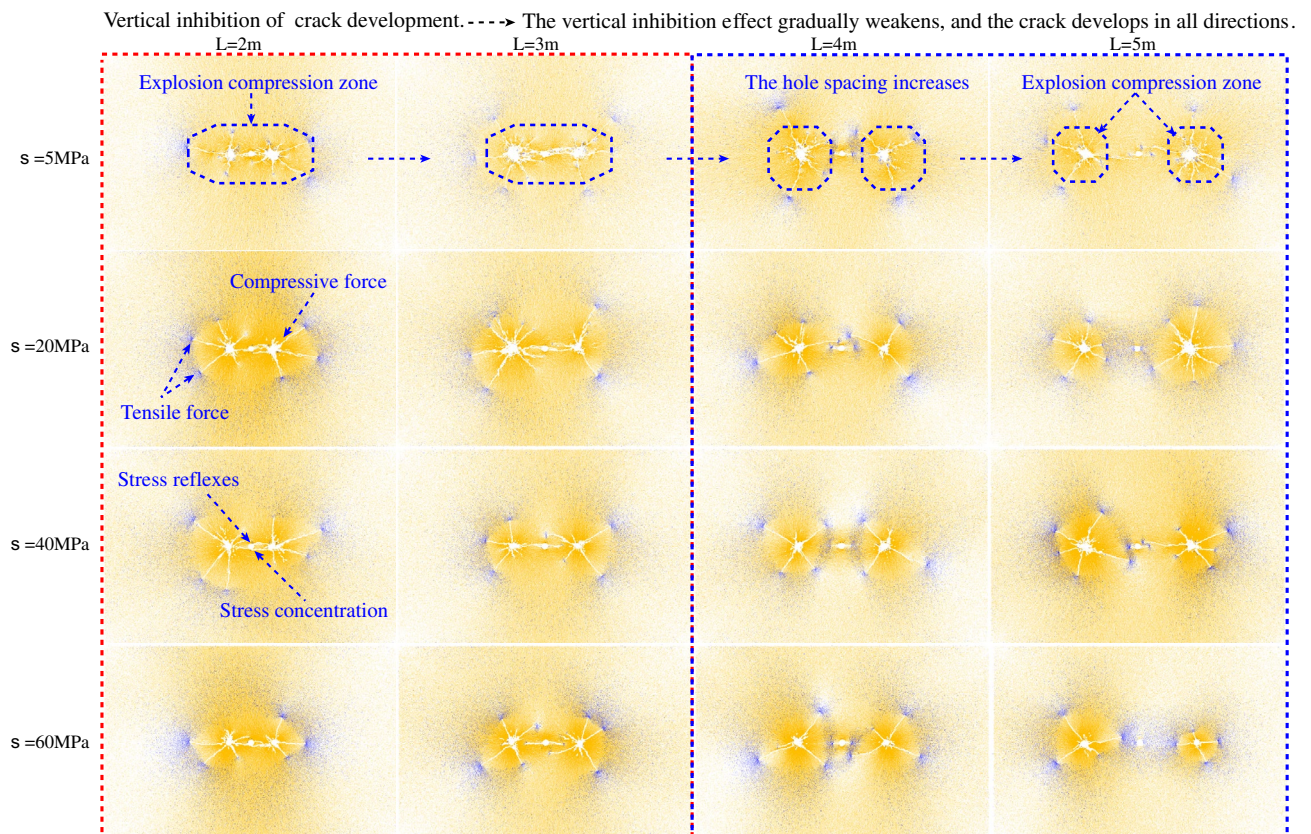 Vertical inhibition of crack development. The vertical inhibition effect gradually weakens, and the crack develops in all directions.
L=2m L=3m L=4m L=5m
Explosion compression zone The hole spacing increases Explosion compression zone
s =5MPa
Compressive force
s =20MPa
Tensile force
Stress reflexes
s =40MPa
Stress concentration
s =60MPa